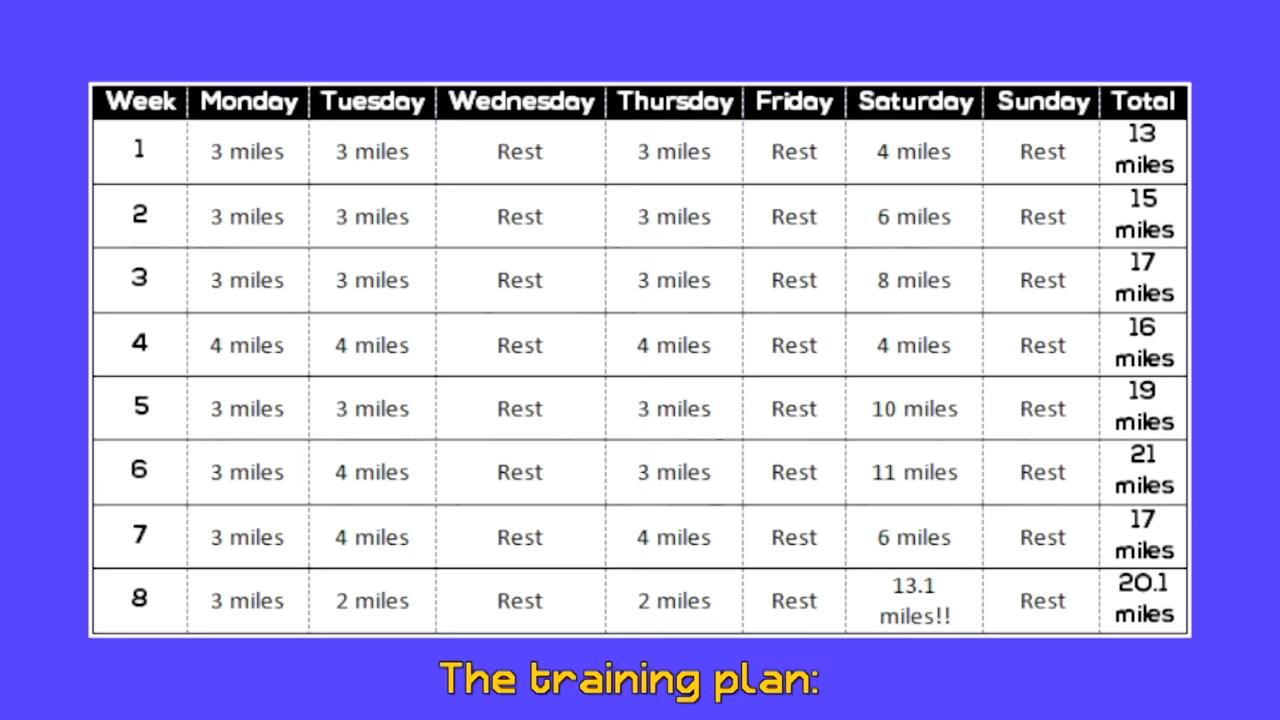 Week Monday Tuesday Wednesday Thursday Friday Saturday Sunday Total
1 3 miles 3 miles Rest 3 miles Rest 4 miles Rest 13 miles
2 3 miles 3 miles Rest 3 miles Rest 6 miles Rest 15 miles
3 3 miles 3 miles Rest 3 miles Rest 8 miles Rest 17 miles
4 4 miles 4 miles Rest 4 miles Rest 4 miles Rest 16 miles
5 3 miles 3 miles Rest 3 miles Rest 10 miles Rest 19 miles
6 3 miles 4 miles Rest 3 miles Rest 11 miles Rest 21 miles
7 3 miles 4 miles Rest 4 miles Rest 6 miles Rest 17 miles
8 3 miles 2 miles Rest 2 miles Rest 13.1 miles!! Rest 20.1 miles
The training plan: